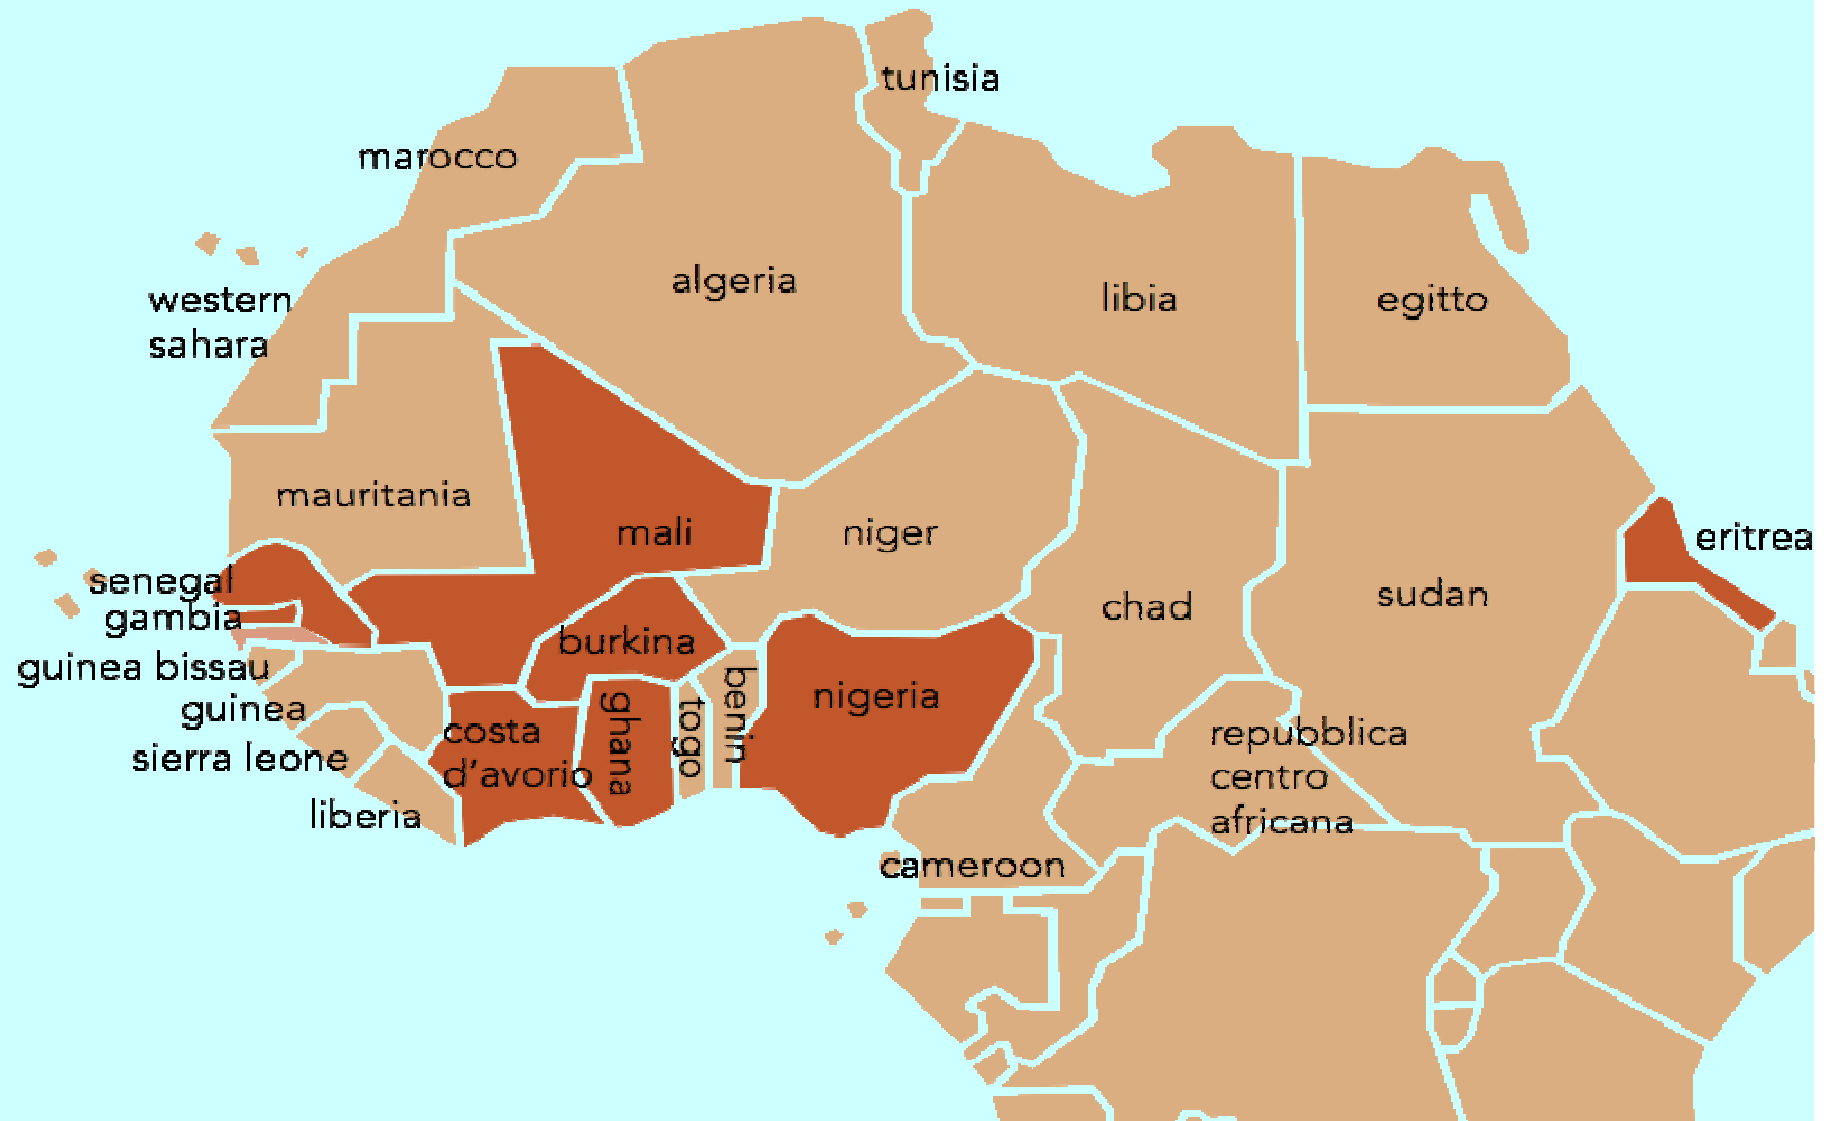 tunisia
marocco
algeria
libia
egitto
western
sahara
mauritania
mali
niger
eritrea
senegal
gambia
chad
sudan
burkina
guinea bissau
benin
nigeria
guinea
ghana
togo
costa
d'avorio
repubblica
centro
africana
sierra leone
liberia
cameroon